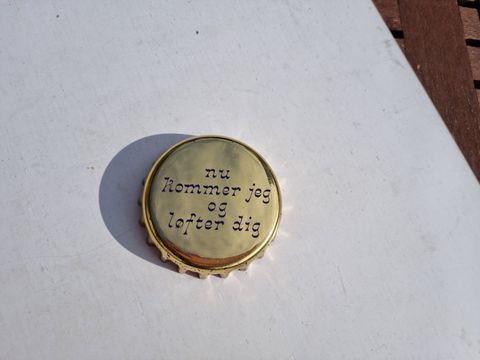 nu
kommer jeg
og
løfter dig